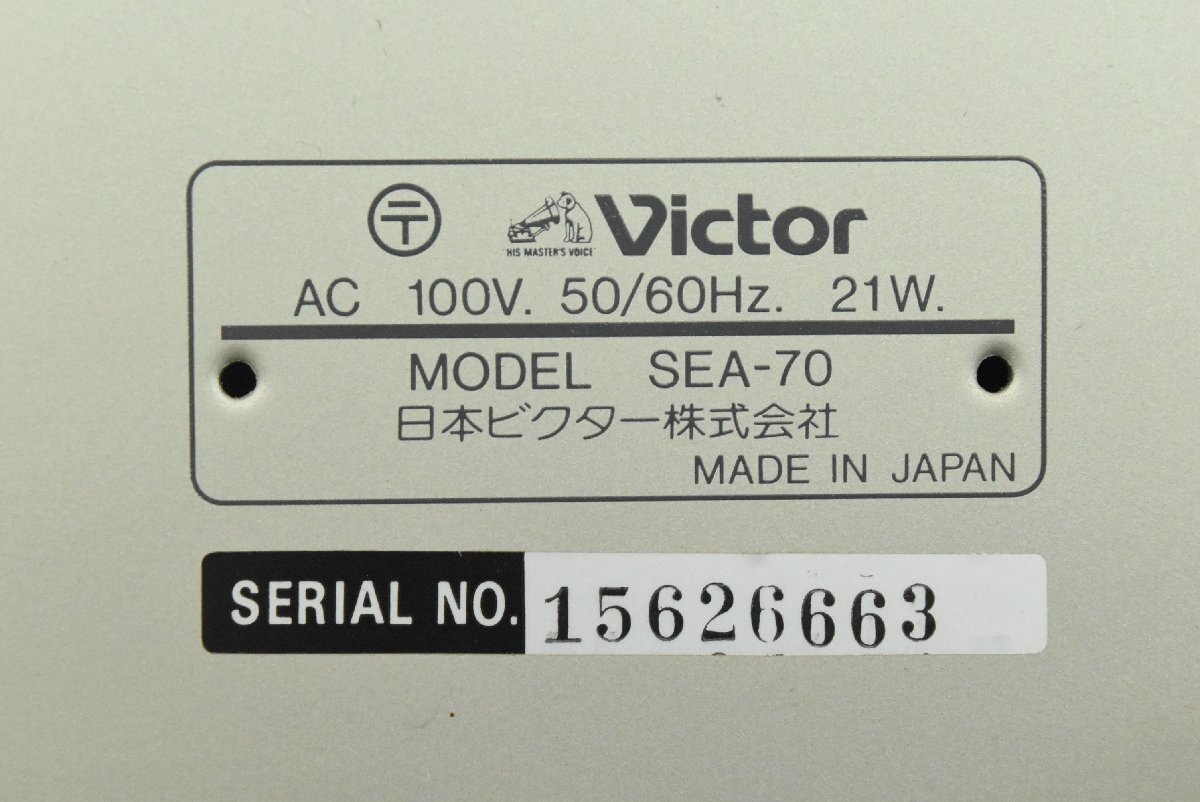 〒 HIS MASTER'S VOICE Victor
AC 100V. 50/60Hz. 21W.
MODEL SEA-70
日本ビクター株式会社
MADE IN JAPAN
SERIAL NO. 15626663